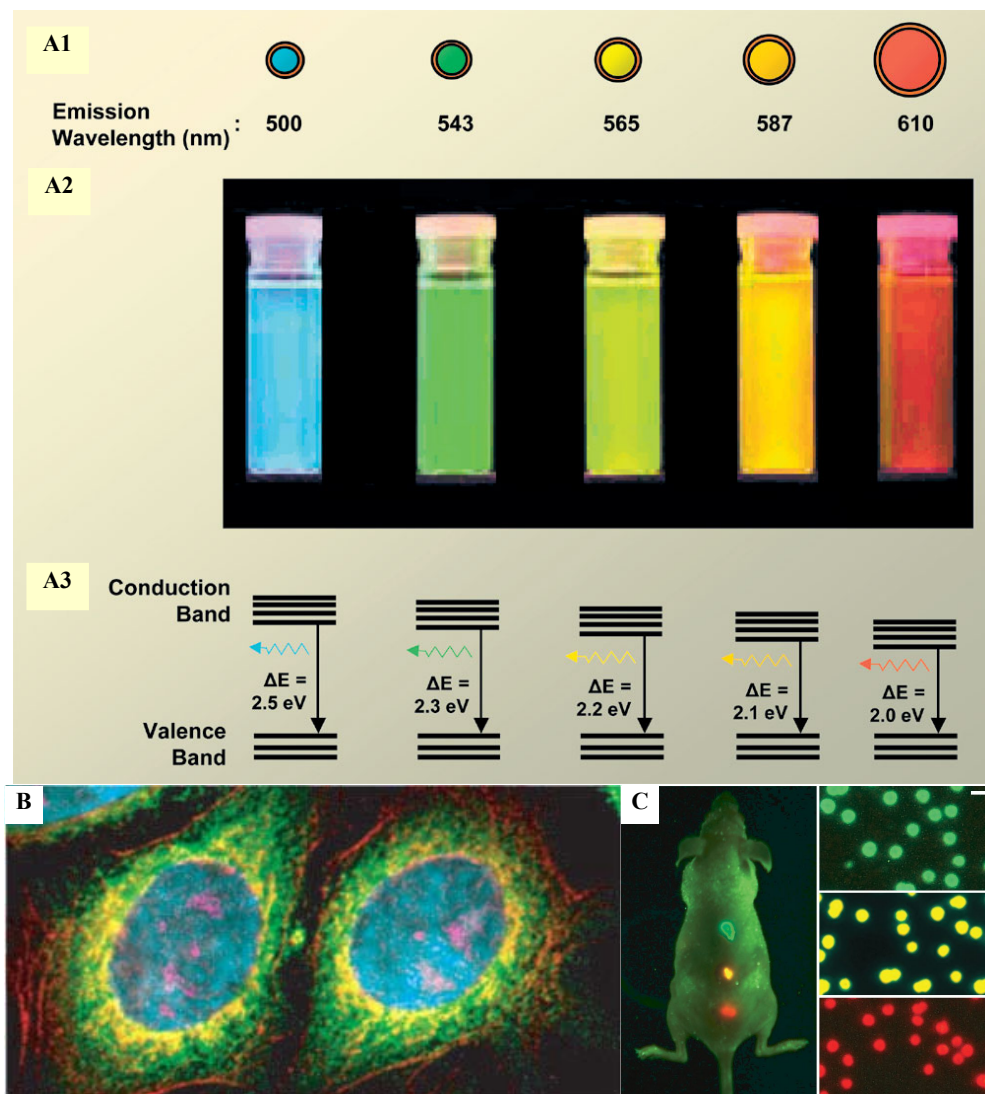 A1
Emission
Wavelength (nm) : 500 543 565 587 610
A2
A3
Conduction
Band
ΔE = ΔE = ΔE = ΔE = ΔE =
2.5 eV 2.3 eV 2.2 eV 2.1 eV 2.0 eV
Valence
Band
B C